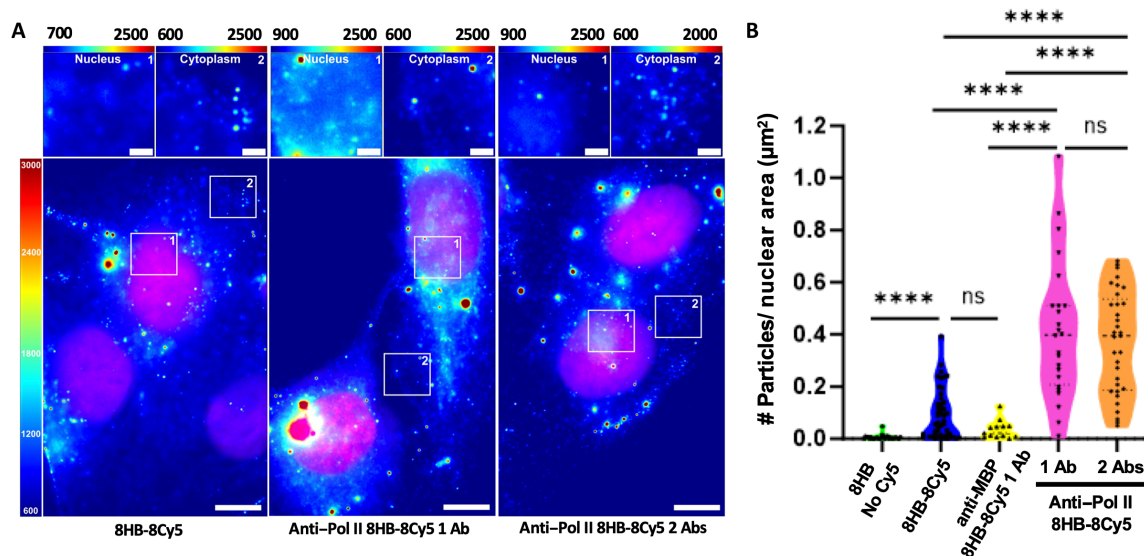 A
700 2500 600 2500 900 2500 600 2500 900 2500 600 2000
Nucleus 1 Cytoplasm 2 Nucleus 1 Cytoplasm 2 Nucleus 1 Cytoplasm 2
3000
2400
1800
1200
600
1
2
1
2
1
2
8HB-8Cy5 Anti–Pol II 8HB-8Cy5 1 Ab Anti–Pol II 8HB-8Cy5 2 Abs
B
****
****
****
**** ns
**** ns
# Particles/ nuclear area (µm²)
1.2
1.0
0.8
0.6
0.4
0.2
0.0
8HB
No Cy5
8HB-8Cy5
anti-MBP
8HB-8Cy5 1 Ab
1 Ab 2 Abs
Anti–Pol II
8HB-8Cy5